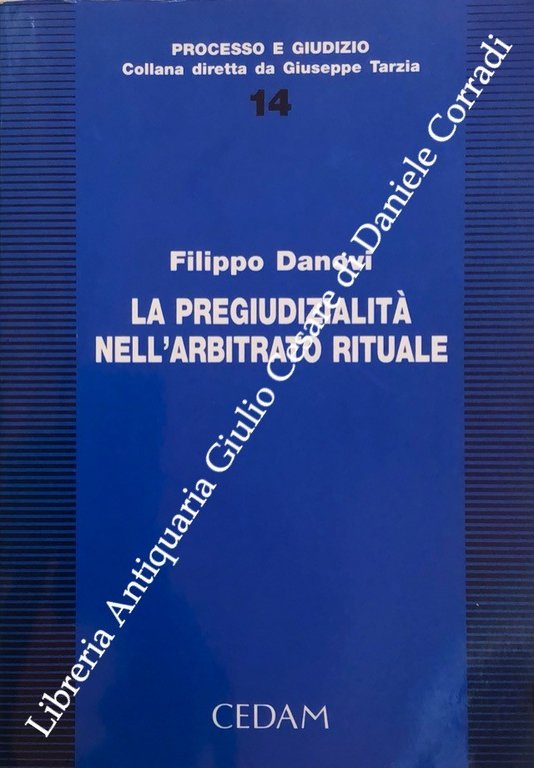 PROCESSO E GIUDIZIO
Collana diretta da Giuseppe Tarzia
14
Filippo Danovi
LA PREGIUDIZIALITÀ
NELL'ARBITRATO RITUALE
Libreria Antiquaria Giulio Cesare di Daniele Corradi
CEDAM